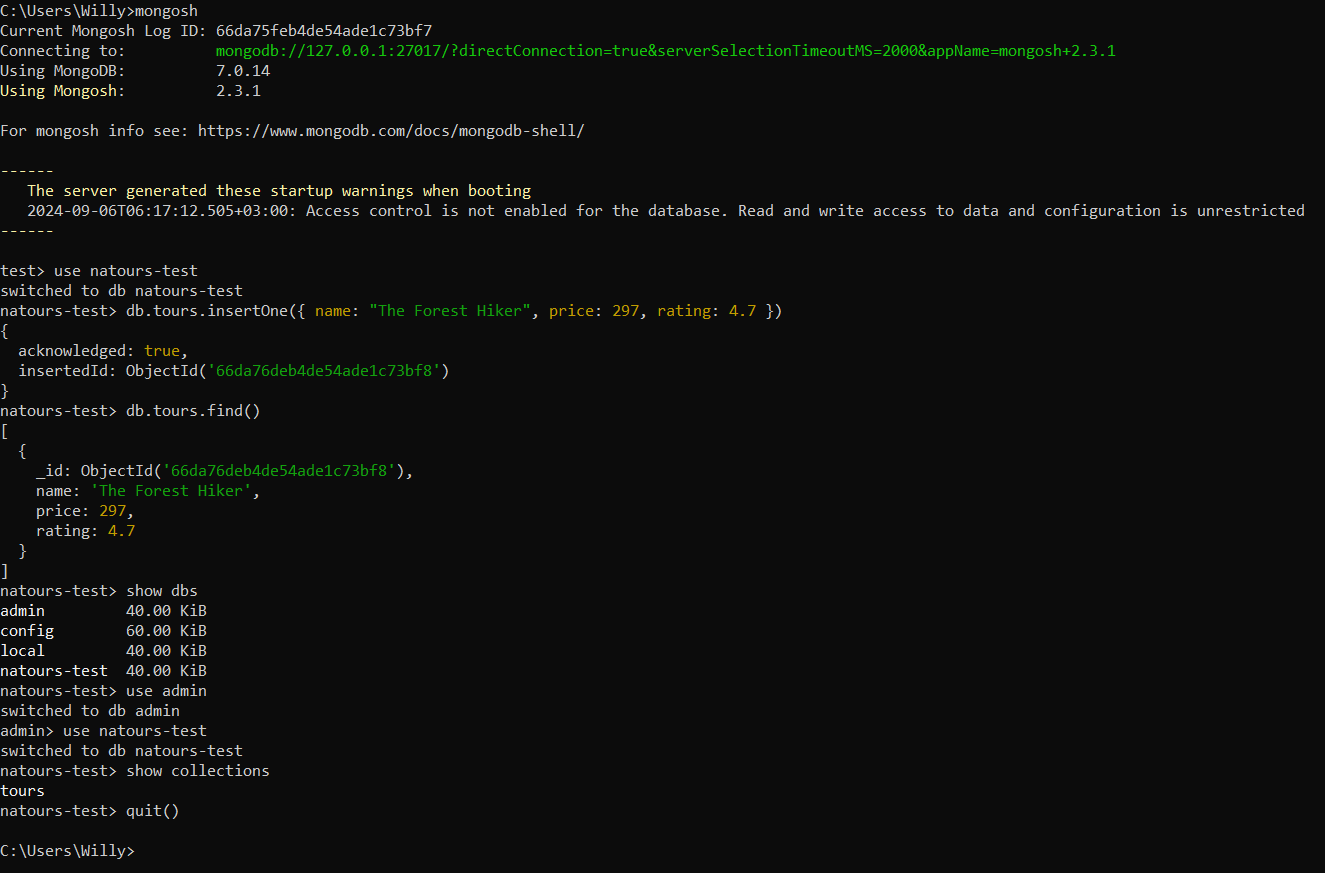 C:\Users\Willy>mongosh
Current Mongosh Log ID: 66da75feb4de54ade1c73bf7
Connecting to:          mongodb://127.0.0.1:27017/?directConnection=true&serverSelectionTimeoutMS=2000&appName=mongosh+2.3.1
Using MongoDB:          7.0.14
Using Mongosh:          2.3.1

For mongosh info see: https://www.mongodb.com/docs/mongodb-shell/

------
   The server generated these startup warnings when booting
   2024-09-06T06:17:12.505+03:00: Access control is not enabled for the database. Read and write access to data and configuration is unrestricted
------

test> use natours-test
switched to db natours-test
natours-test> db.tours.insertOne({ name: "The Forest Hiker", price: 297, rating: 4.7 })
{
  acknowledged: true,
  insertedId: ObjectId('66da76deb4de54ade1c73bf8')
}
natours-test> db.tours.find()
[
  {
    _id: ObjectId('66da76deb4de54ade1c73bf8'),
    name: 'The Forest Hiker',
    price: 297,
    rating: 4.7
  }
]
natours-test> show dbs
admin         40.00 KiB
config        60.00 KiB
local         40.00 KiB
natours-test  40.00 KiB
natours-test> use admin
switched to db admin
admin> use natours-test
switched to db natours-test
natours-test> show collections
tours
natours-test> quit()

C:\Users\Willy>